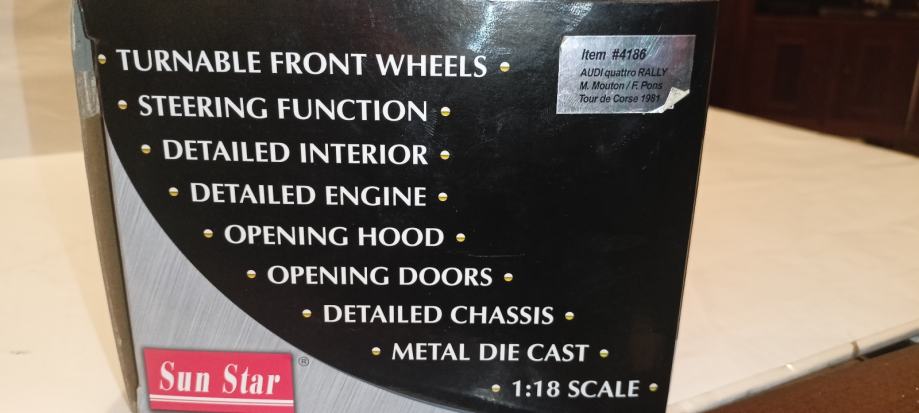 • TURNABLE FRONT WHEELS •
• STEERING FUNCTION •
• DETAILED INTERIOR •
• DETAILED ENGINE •
• OPENING HOOD •
• OPENING DOORS •
• DETAILED CHASSIS •
• METAL DIE CAST •
• 1:18 SCALE •
Item #4186
AUDI quattro RALLY
M. Mouton / F. Pons
Tour de Corse 1981
Sun Star ®